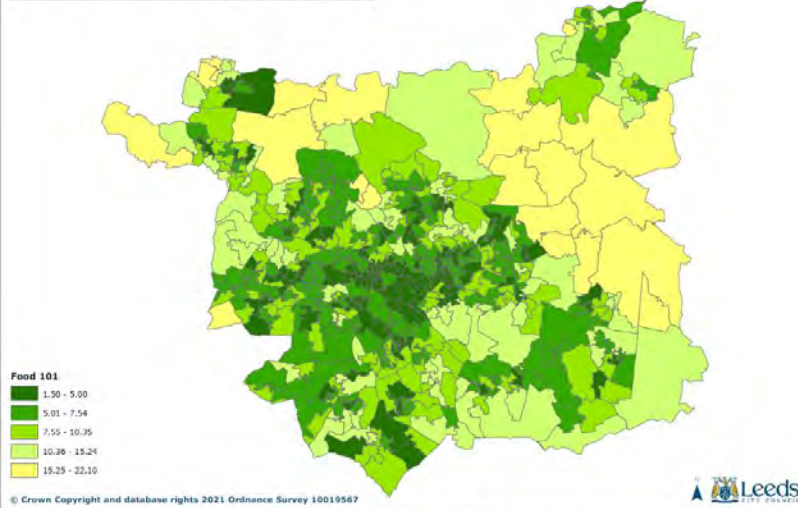 Food 101
1.50 - 5.00
5.01 - 7.54
7.55 - 10.35
10.36 - 15.24
15.25 - 22.10
© Crown Copyright and database rights 2021 Ordnance Survey 10019567
Leeds
CITY COUNCIL